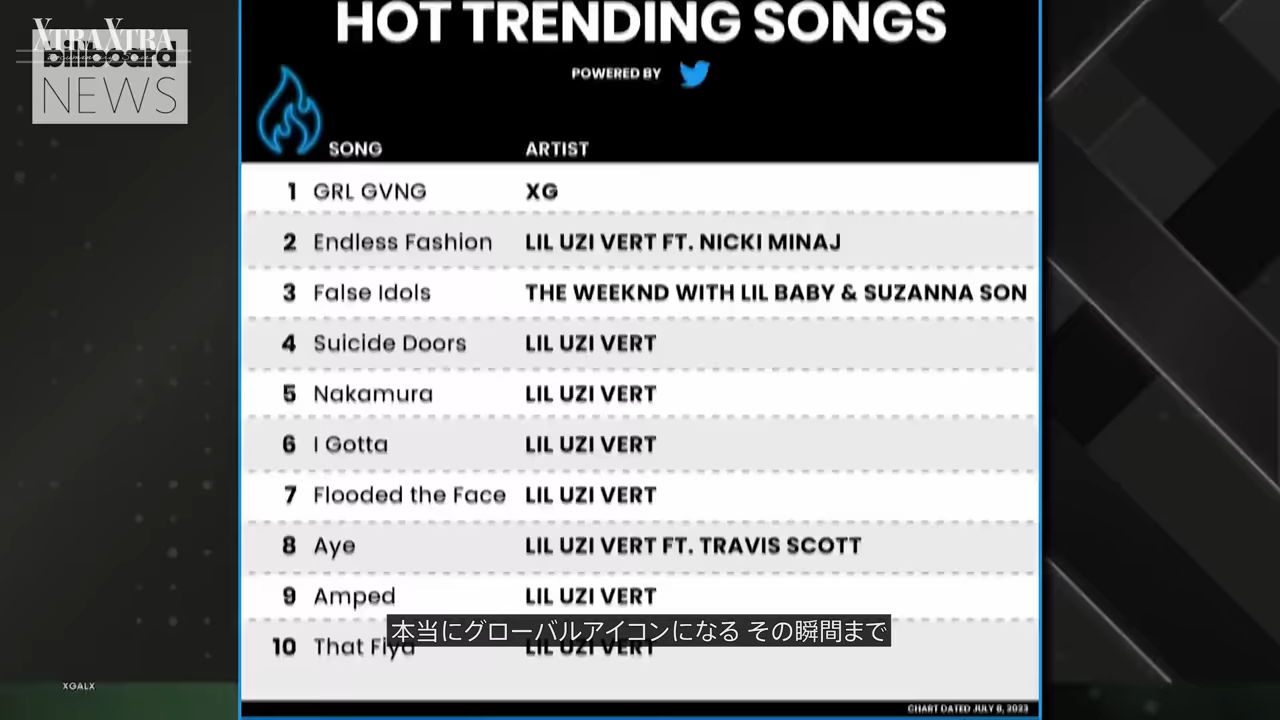 HOT TRENDING SONGS
XTRA XTRA
billboard
NEWS
POWERED BY
SONG ARTIST
1 GRL GVNG XG
2 Endless Fashion LIL UZI VERT FT. NICKI MINAJ
3 False Idols THE WEEKND WITH LIL BABY & SUZANNA SON
4 Suicide Doors LIL UZI VERT
5 Nakamura LIL UZI VERT
6 I Gotta LIL UZI VERT
7 Flooded the Face LIL UZI VERT
8 Aye LIL UZI VERT FT. TRAVIS SCOTT
9 Amped LIL UZI VERT
本当にグローバルアイコンになる その瞬間まで
10 That Fiya LIL UZI VERT
XGALX
CHART DATED JULY 8, 2023